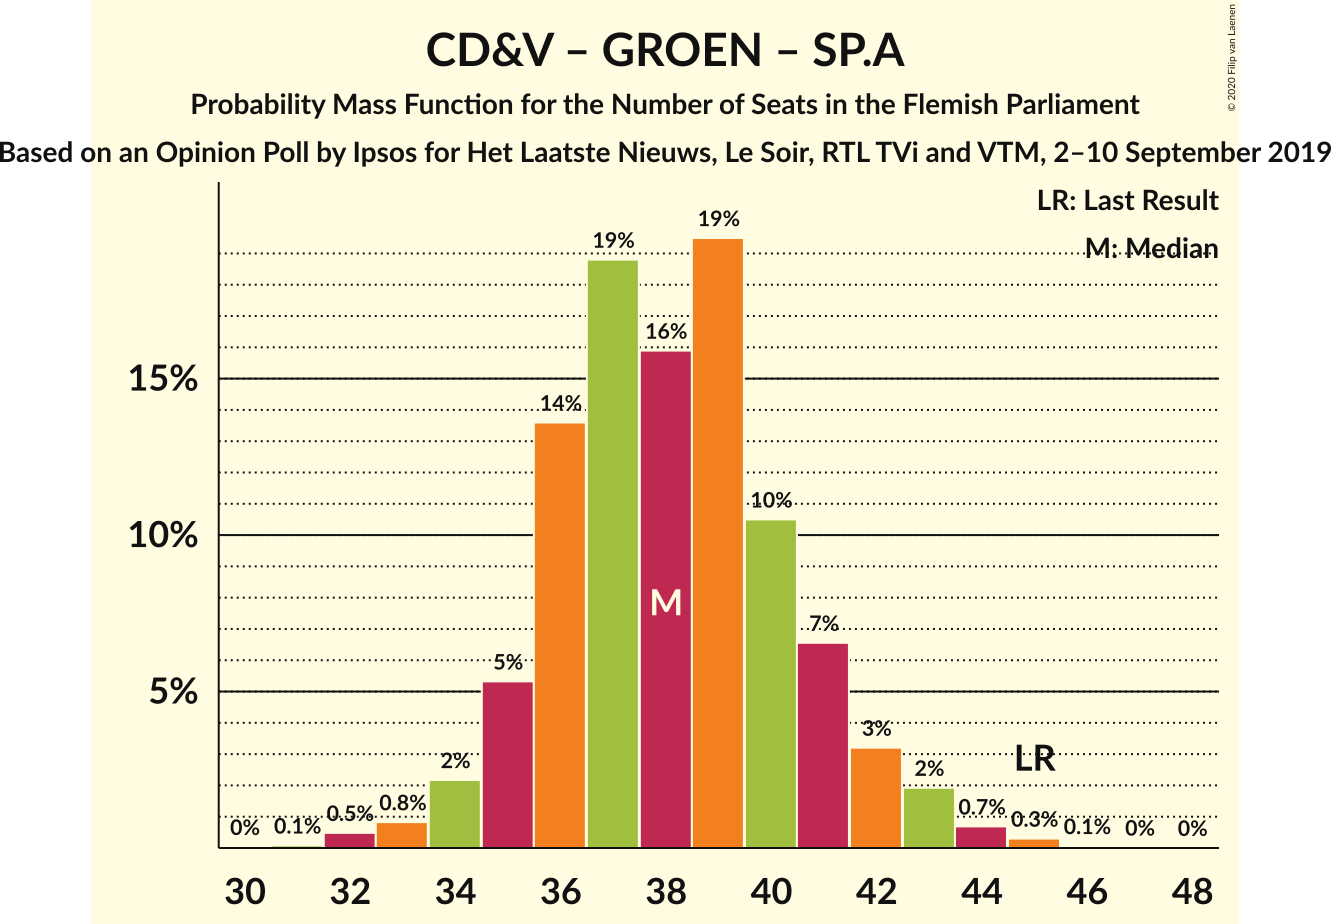 CD&V – GROEN – SP.A
© 2020 Filip van Laenen
Probability Mass Function for the Number of Seats in the Flemish Parliament
Based on an Opinion Poll by Ipsos for Het Laatste Nieuws, Le Soir, RTL TVi and VTM, 2–10 September 2019
LR: Last Result
M: Median
15%
10%
5%
0% 0.1% 0.5% 0.8% 2% 5% 14% 19% 16% 19% 10% 7% 3% 2% 0.7% 0.3% 0.1% 0% 0%
M
LR
30 32 34 36 38 40 42 44 46 48